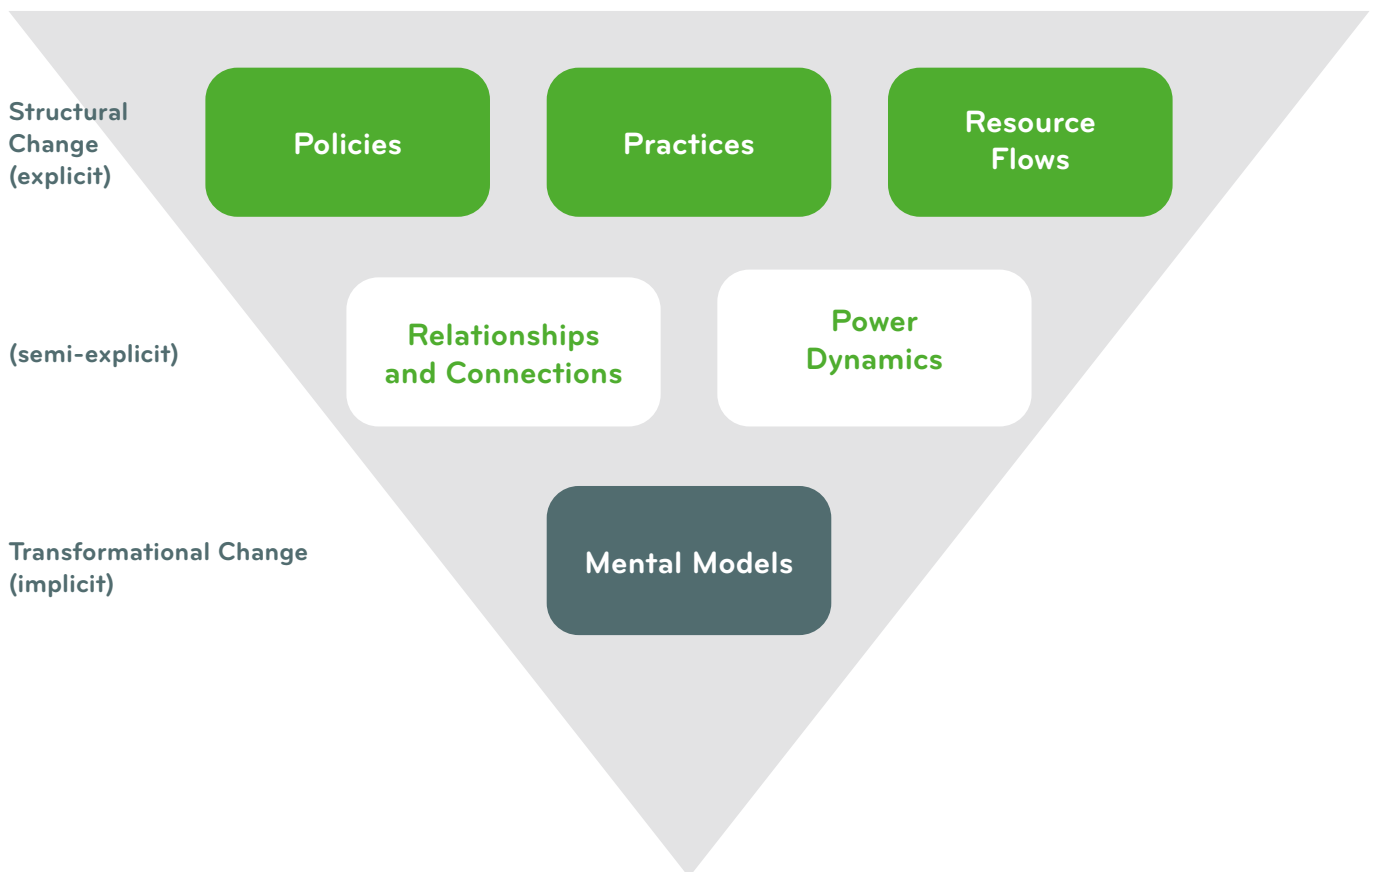 Structural
Change
(explicit)
Policies
Practices
Resource
Flows
(semi-explicit)
Relationships
and Connections
Power
Dynamics
Transformational Change
(implicit)
Mental Models